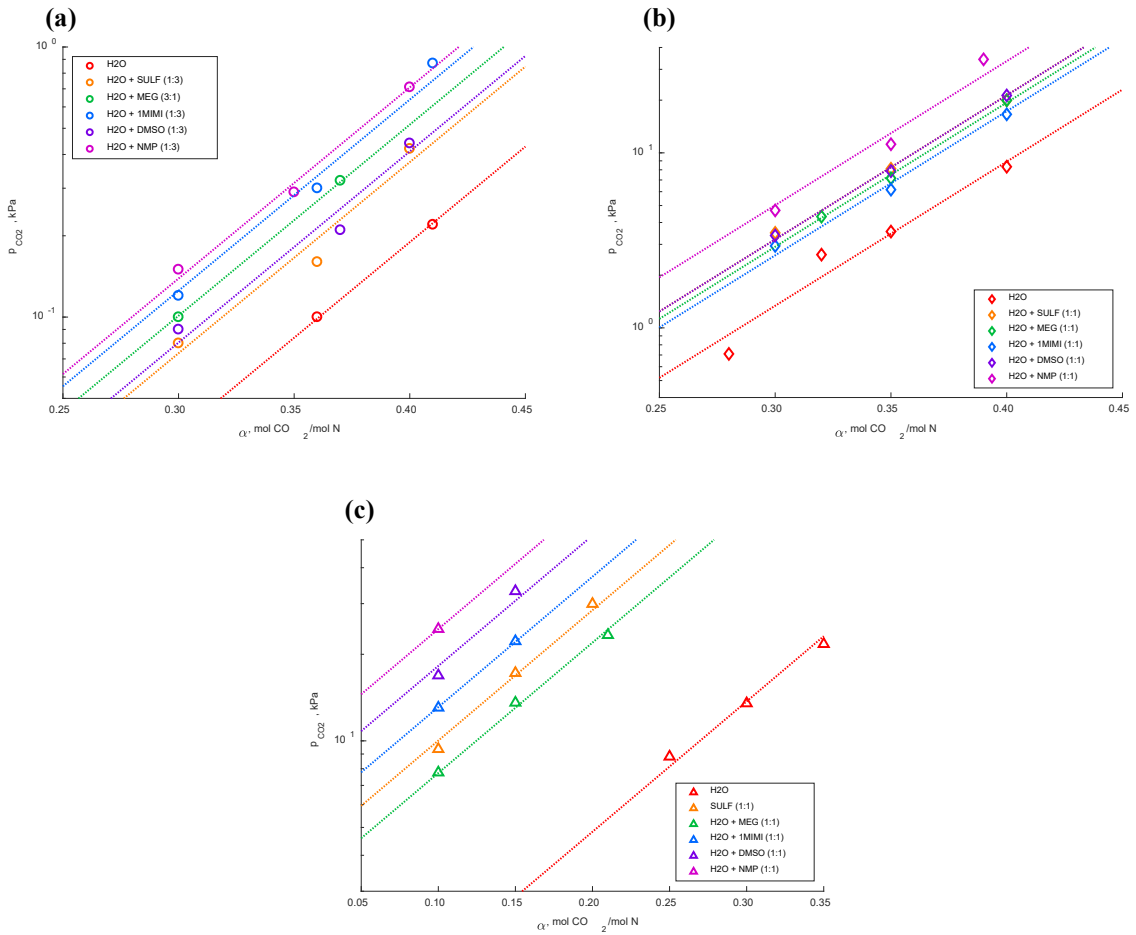 (a)
10 0
10 -1
p CO2 , kPa
0.25 0.30 0.35 0.40 0.45
α, mol CO 2 /mol N
H2O
H2O + SULF (1:3)
H2O + MEG (3:1)
H2O + 1MIMI (1:3)
H2O + DMSO (1:3)
H2O + NMP (1:3)
(b)
10 1
10 0
p CO2 , kPa
0.25 0.30 0.35 0.40 0.45
α, mol CO 2 /mol N
H2O
H2O + SULF (1:1)
H2O + MEG (1:1)
H2O + 1MIMI (1:1)
H2O + DMSO (1:1)
H2O + NMP (1:1)
(c)
10 1
p CO2 , kPa
0.05 0.10 0.15 0.20 0.25 0.30 0.35
α, mol CO 2 /mol N
H2O
SULF (1:1)
H2O + MEG (1:1)
H2O + 1MIMI (1:1)
H2O + DMSO (1:1)
H2O + NMP (1:1)